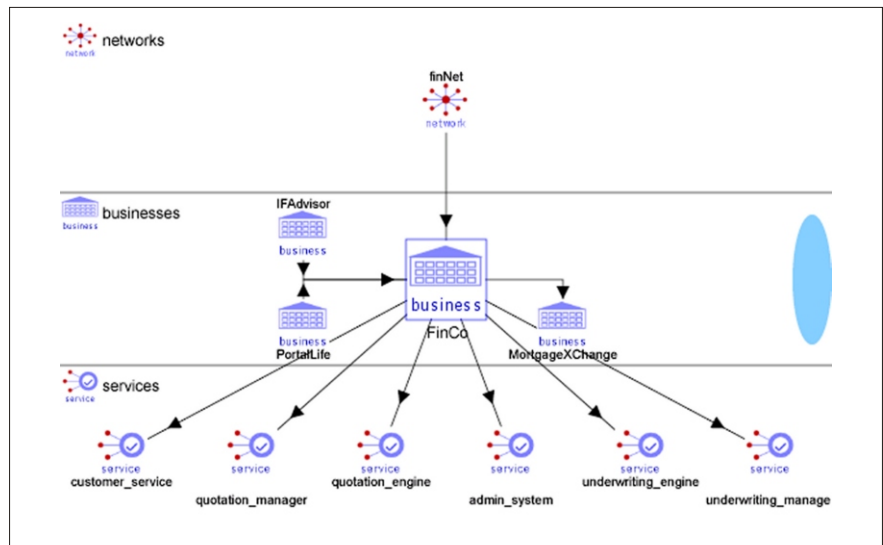 networks
network
finNet
network
businesses
business
IFAdvisor
business
business
FinCo
business
PortalLife
business
MortgageXChange
services
service
service
customer_service
service
quotation_manager
service
quotation_engine
service
admin_system
service
underwriting_engine
service
underwriting_manage